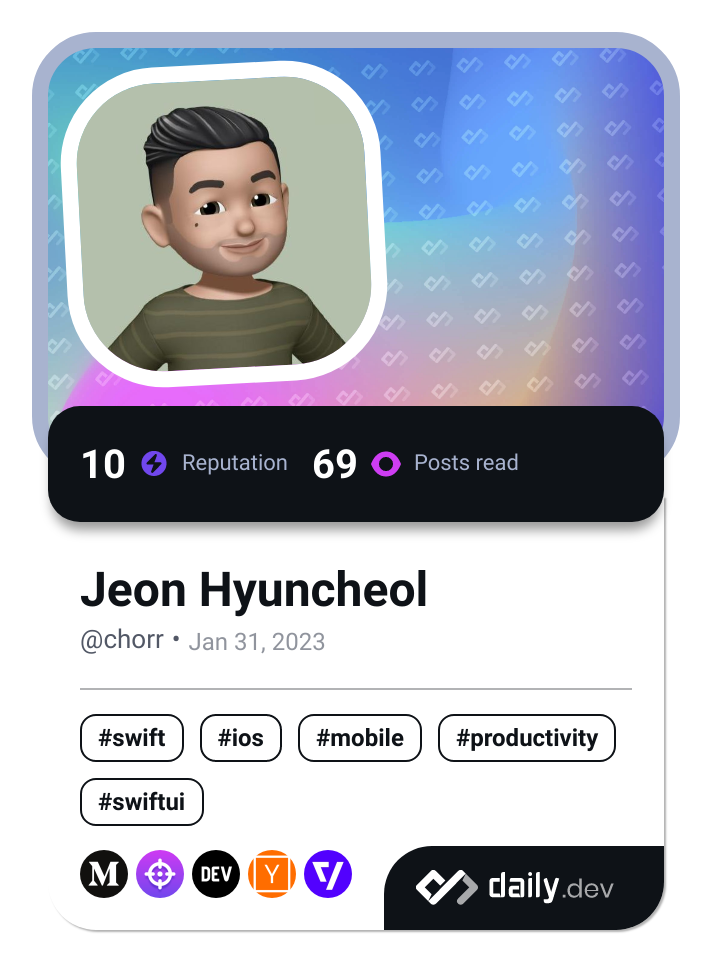 10 Reputation 69 Posts read
Jeon Hyuncheol
@chorr • Jan 31, 2023
#swift #ios #mobile #productivity
#swiftui
M DEV Y
daily.dev